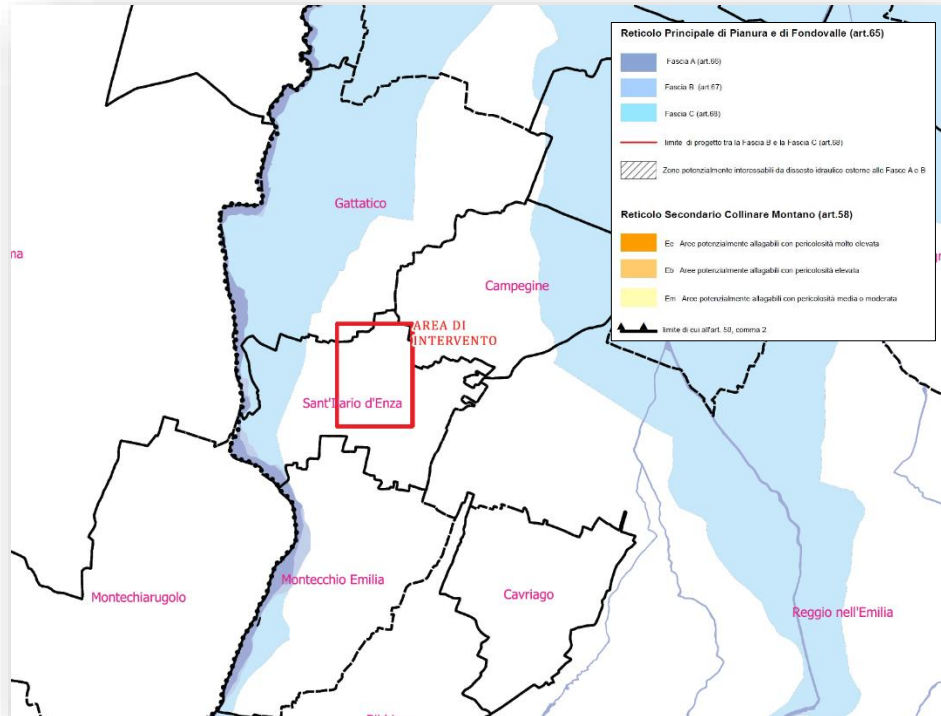 Reticolo Principale di Pianura e di Fondovalle (art.65)
Fascia A (art.66)
Fascia B (art.67)
Fascia C (art.68)
limite di progetto tra la Fascia B e la Fascia C (art.68)
Zone potenzialmente interessabili da dissesto idraulico esterne alle Fasce A e B
Reticolo Secondario Collinare Montano (art.58)
Ee Aree potenzialmente allagabili con pericolosità molto elevata
Eb Aree potenzialmente allagabili con pericolosità elevata
Em Aree potenzialmente allagabili con pericolosità media o moderata
limite di cui all'art. 50, comma 2
Gattatico
ma
Campegine
AREA DI
INTERVENTO
Sant'Ilario d'Enza
Montecchio Emilia
Montechiarugolo
Cavriago
Reggio nell'Emilia